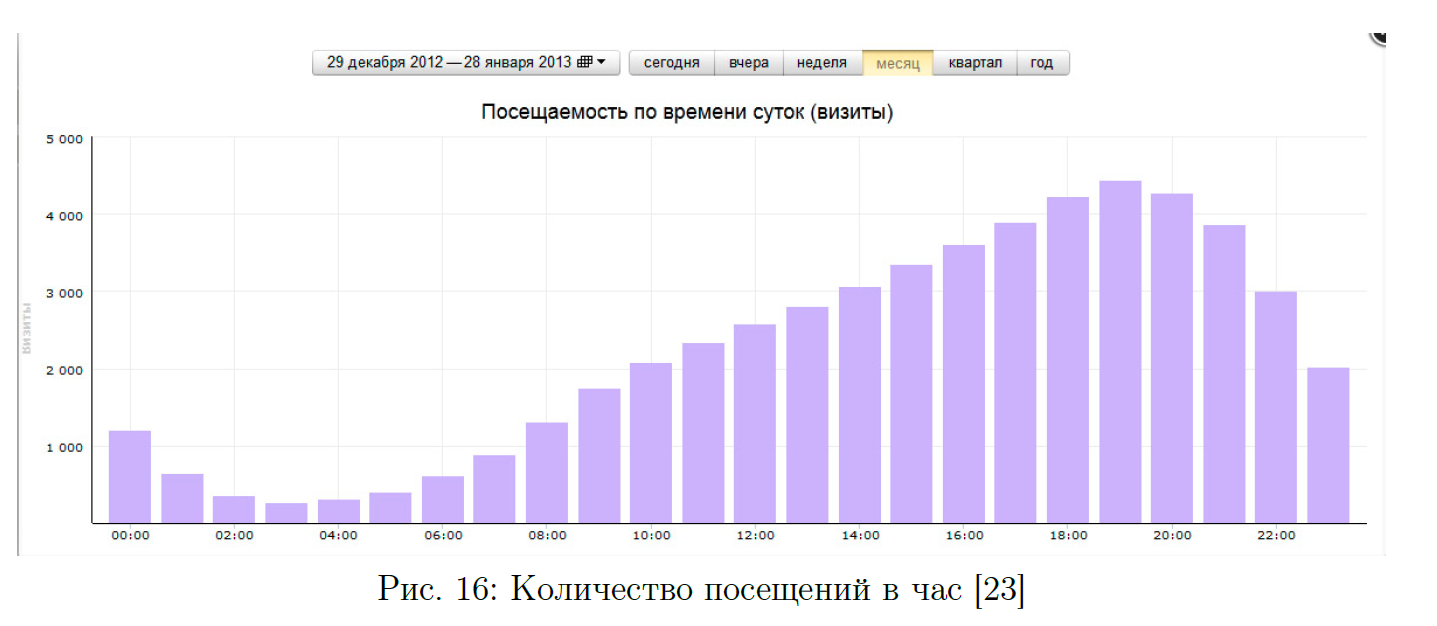 29 декабря 2012 — 28 января 2013 сегодня вчера неделя месяц квартал год
Посещаемость по времени суток (визиты)
5 000
4 000
3 000
2 000
1 000
Визиты
00:00 02:00 04:00 06:00 08:00 10:00 12:00 14:00 16:00 18:00 20:00 22:00
Рис. 16: Количество посещений в час [23]